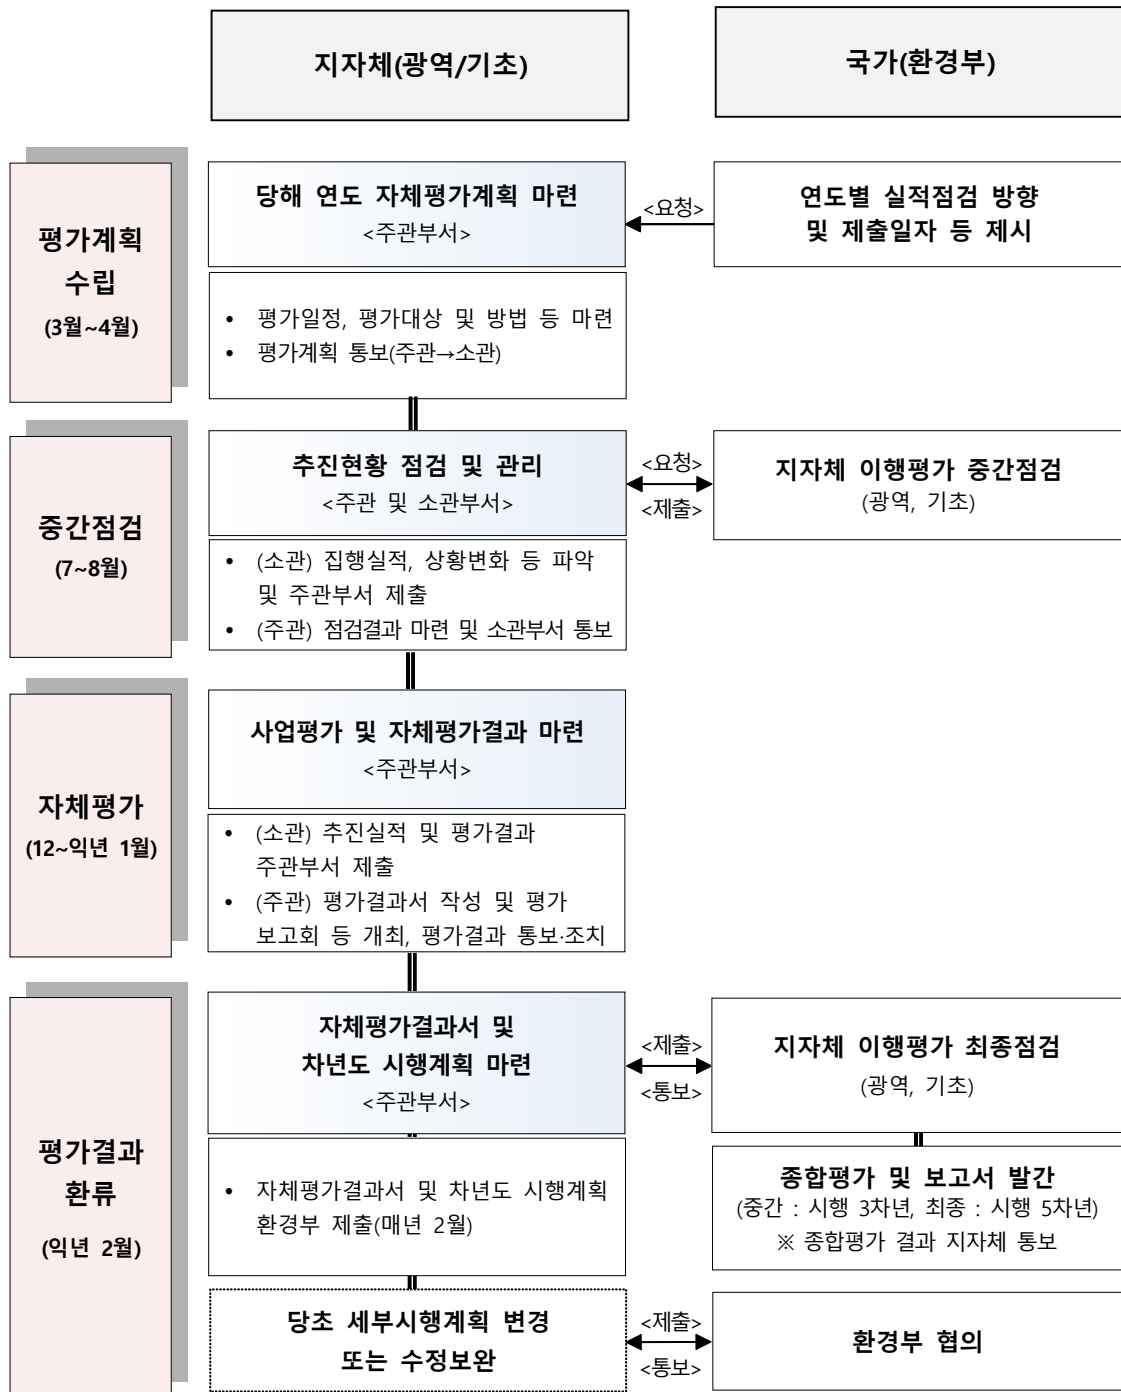 지자체(광역/기초)
국가(환경부)
평가계획
수립
(3월~4월)
당해 연도 자체평가계획 마련
<주관부서>
<요청>
연도별 실적점검 방향
및 제출일자 등 제시
• 평가일정, 평가대상 및 방법 등 마련
• 평가계획 통보(주관→소관)
중간점검
(7~8월)
추진현황 점검 및 관리
<주관 및 소관부서>
<요청>
<제출>
지자체 이행평가 중간점검
(광역, 기초)
• (소관) 집행실적, 상황변화 등 파악
및 주관부서 제출
• (주관) 점검결과 마련 및 소관부서 통보
자체평가
(12~익년 1월)
사업평가 및 자체평가결과 마련
<주관부서>
• (소관) 추진실적 및 평가결과
주관부서 제출
• (주관) 평가결과서 작성 및 평가
보고회 등 개최, 평가결과 통보·조치
평가결과
환류
(익년 2월)
자체평가결과서 및
차년도 시행계획 마련
<주관부서>
<제출>
<통보>
지자체 이행평가 최종점검
(광역, 기초)
• 자체평가결과서 및 차년도 시행계획
환경부 제출(매년 2월)
종합평가 및 보고서 발간
(중간 : 시행 3차년, 최종 : 시행 5차년)
※ 종합평가 결과 지자체 통보
당초 세부시행계획 변경
또는 수정보완
<제출>
<통보>
환경부 협의